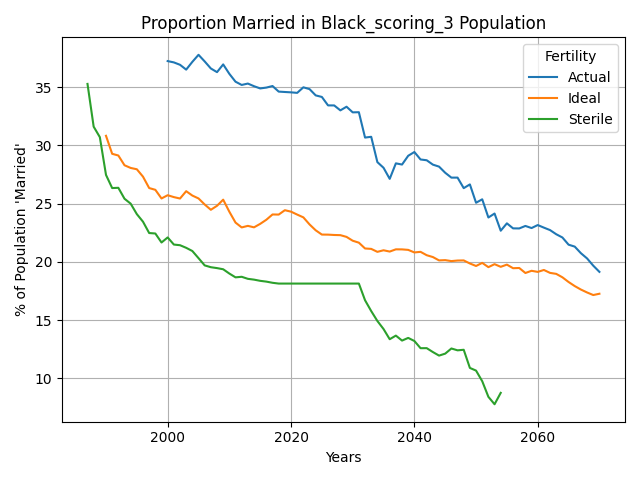 Proportion Married in Black_scoring_3 Population
% of Population 'Married'
35
30
25
20
15
10
2000
2020
2040
2060
Years
Fertility
Actual
Ideal
Sterile